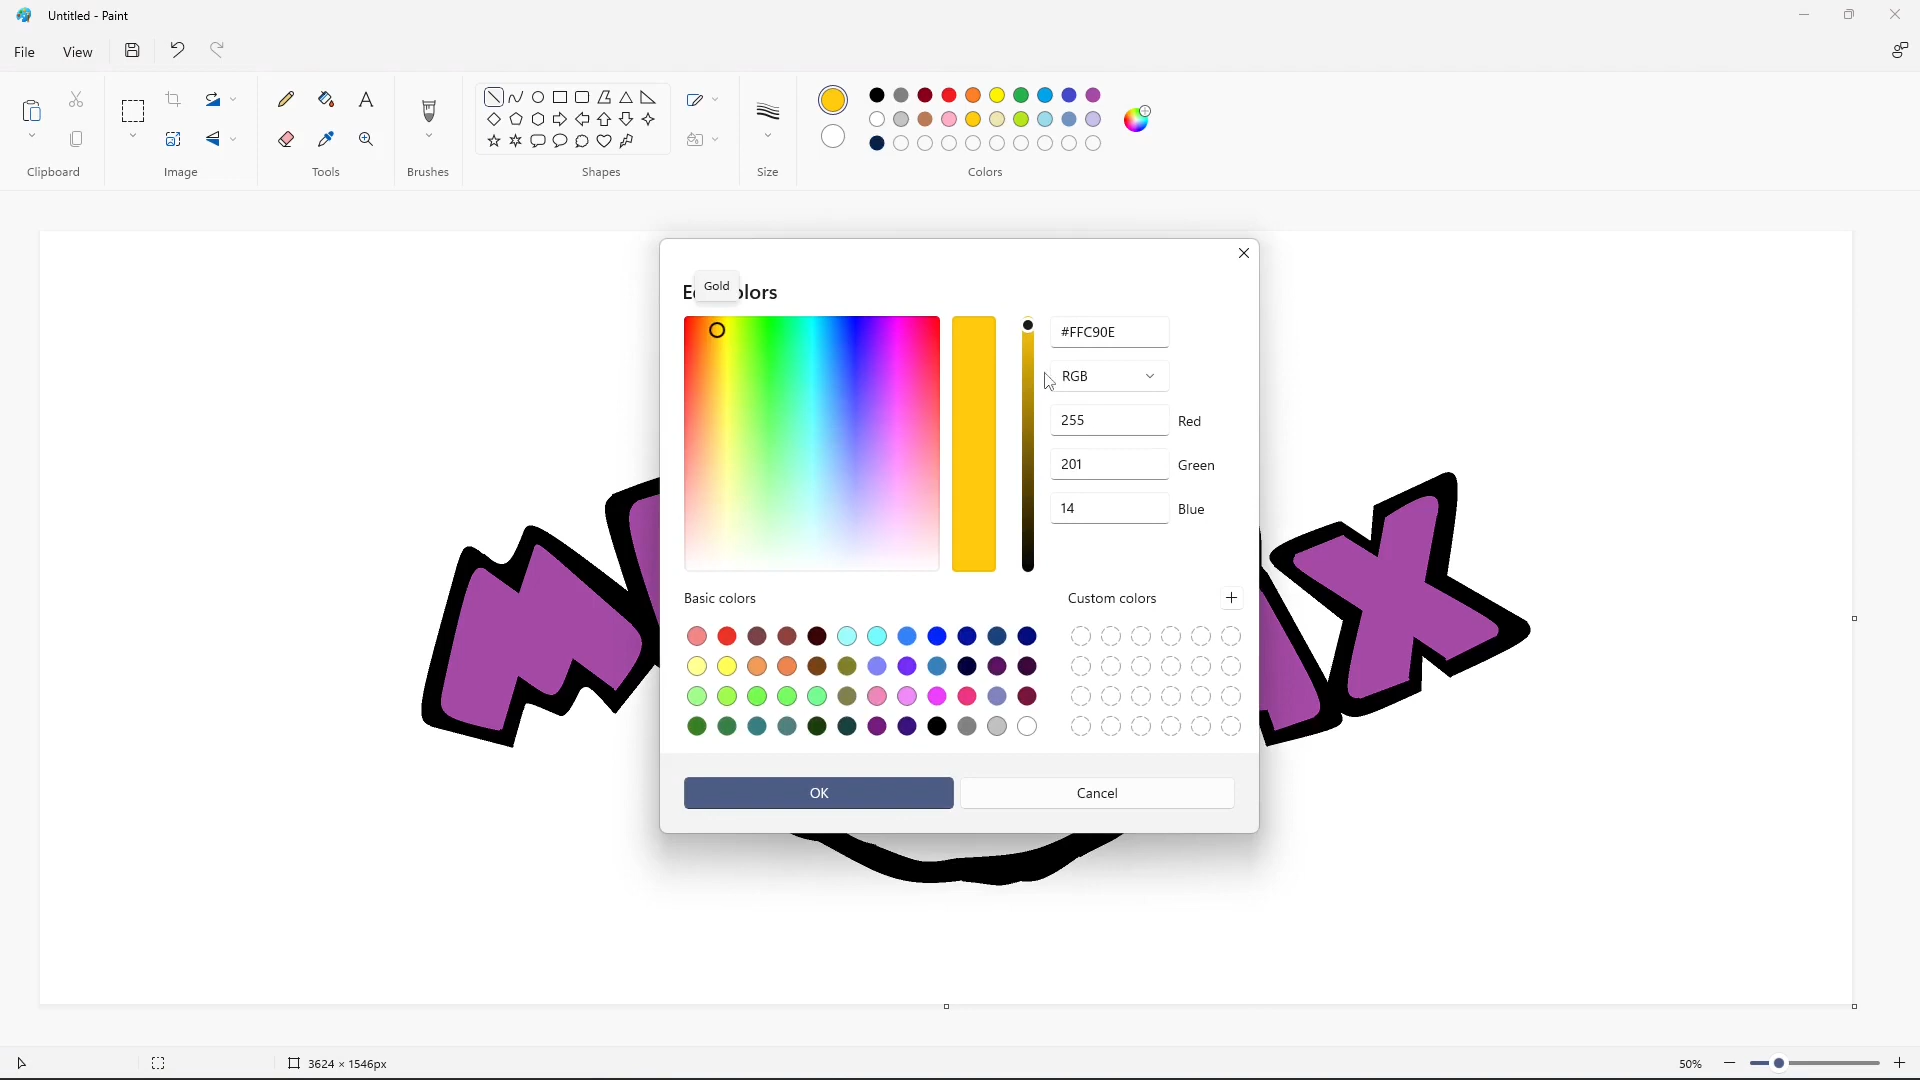 Untitled - Paint
File View
Clipboard
Image
Tools
Brushes
Shapes
Size
Colors
Gold
#FFC90E
RGB
255 Red
201 Green
14 Blue
Basic colors
Custom colors
OK
Cancel
3624 × 1546px
50%